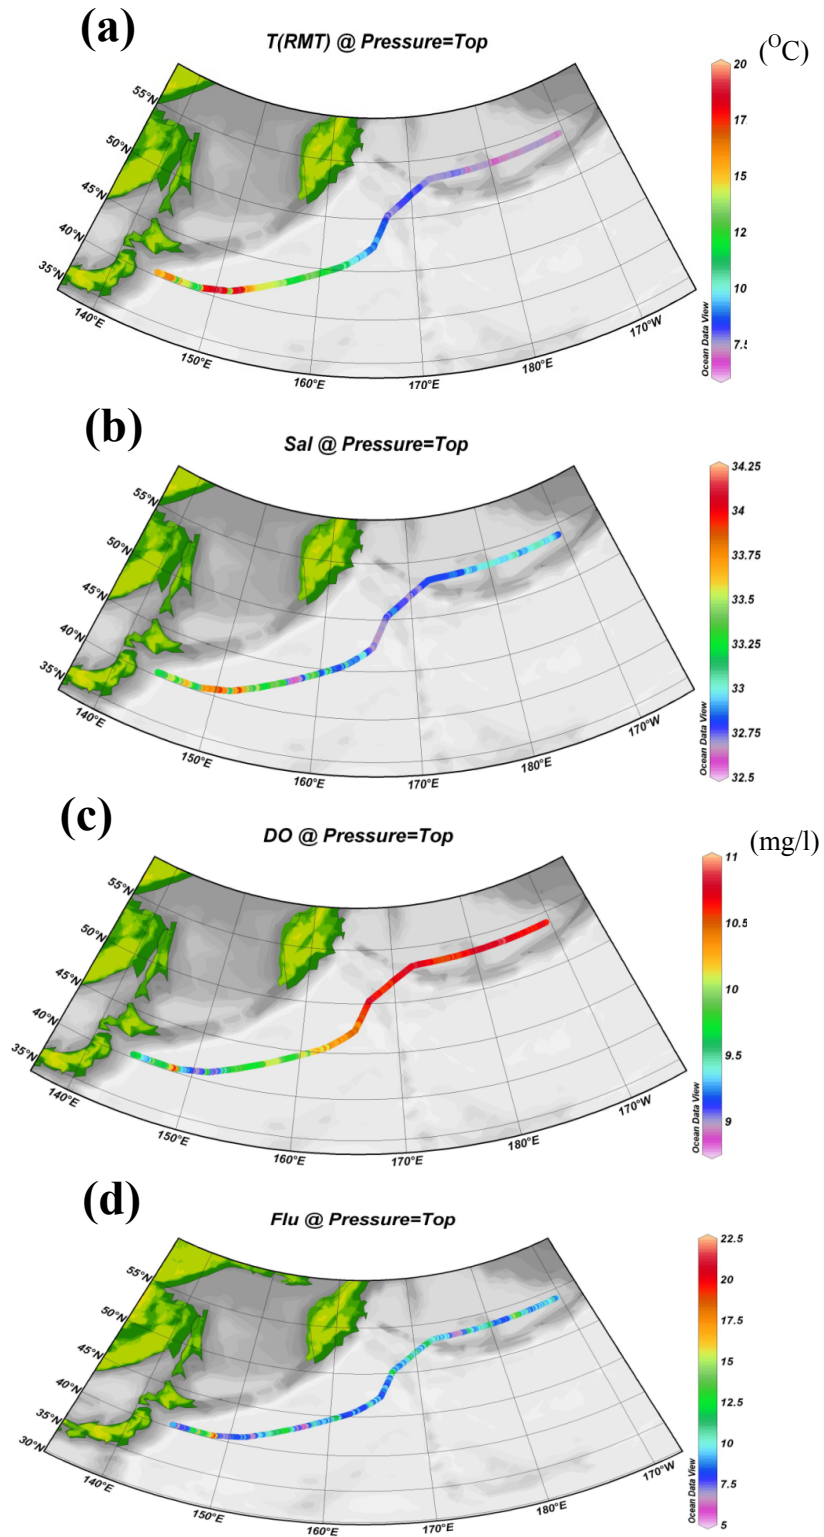 (a)
T(RMT) @ Pressure=Top
(°C)
20
17
15
12
10
7.5
55°N
50°N
45°N
40°N
35°N
140°E
150°E
160°E
170°E
180°E
170°W
Ocean Data View
(b)
Sal @ Pressure=Top
34.25
34
33.75
33.5
33.25
33
32.75
32.5
55°N
50°N
45°N
40°N
35°N
140°E
150°E
160°E
170°E
180°E
170°W
Ocean Data View
(c)
DO @ Pressure=Top
(mg/l)
11
10.5
10
9.5
9
55°N
50°N
45°N
40°N
35°N
140°E
150°E
160°E
170°E
180°E
170°W
Ocean Data View
(d)
Flu @ Pressure=Top
22.5
20
17.5
15
12.5
10
7.5
5
55°N
50°N
45°N
40°N
35°N
30°N
140°E
150°E
160°E
170°E
180°E
170°W
Ocean Data View